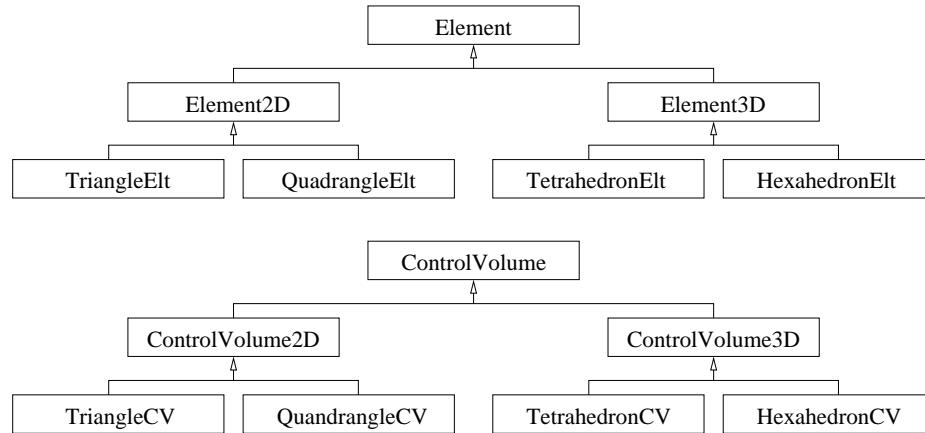 Element
Element2D
Element3D
TriangleElt
QuadrangleElt
TetrahedronElt
HexahedronElt
ControlVolume
ControlVolume2D
ControlVolume3D
TriangleCV
QuandrangleCV
TetrahedronCV
HexahedronCV